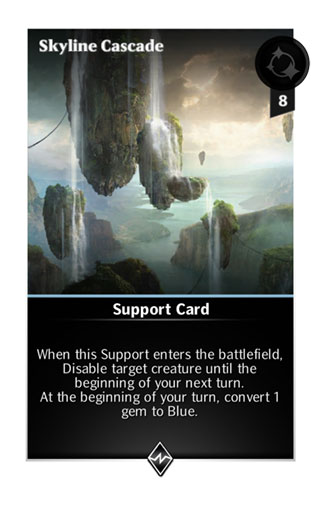 Skyline Cascade
8
Support Card
When this Support enters the battlefield,
Disable target creature until the
beginning of your next turn.
At the beginning of your turn, convert 1
gem to Blue.